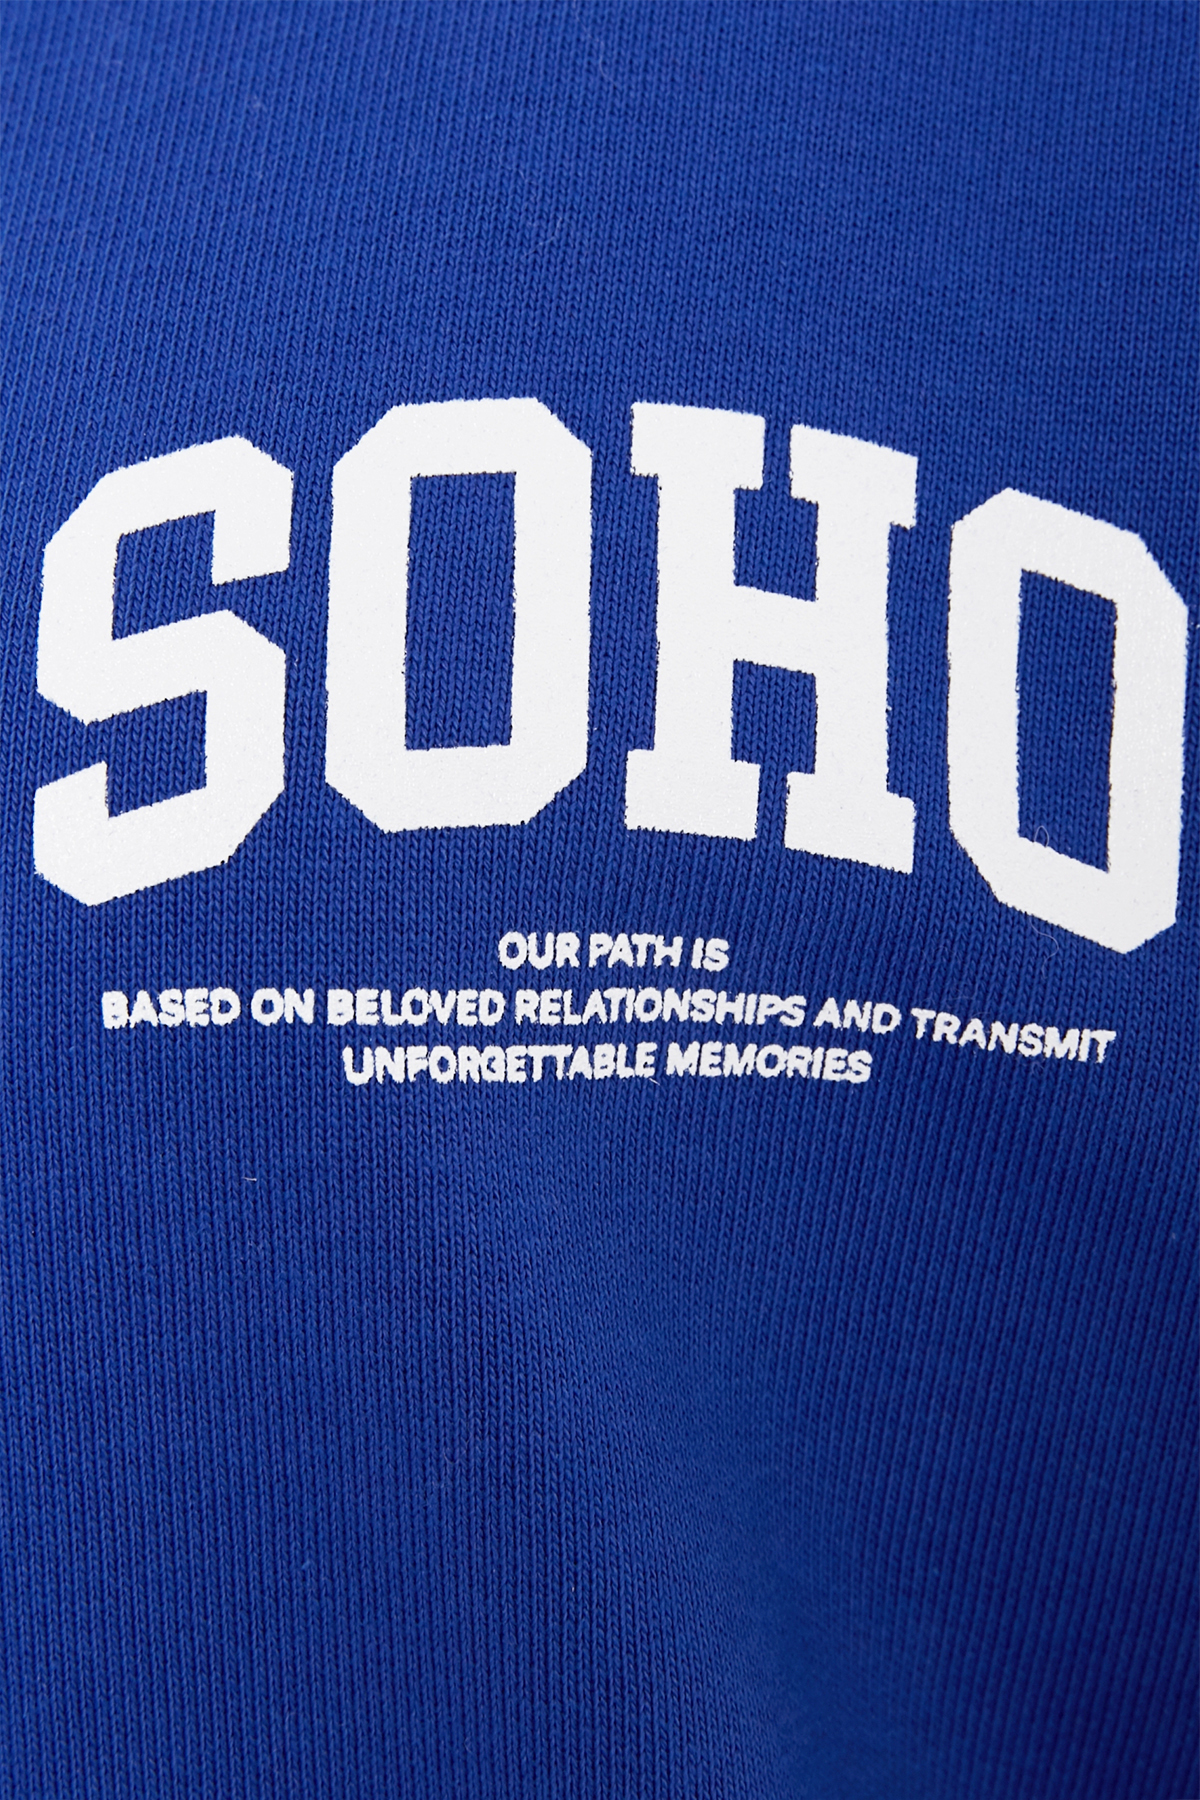 SOHO
OUR PATH IS
BASED ON BELOVED RELATIONSHIPS AND TRANSMIT
UNFORGETTABLE MEMORIES